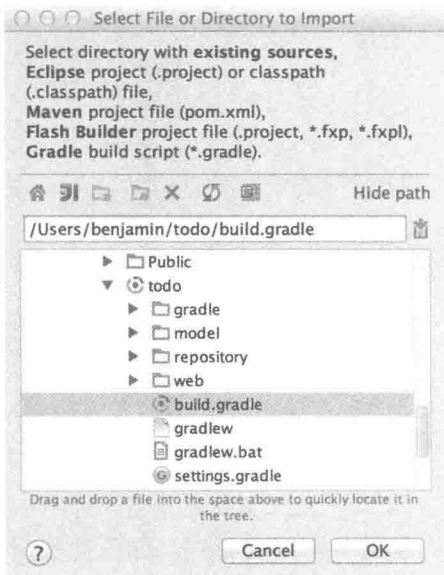 Select File or Directory to Import
Select directory with existing sources,
Eclipse project (.project) or classpath
(.classpath) file,
Maven project file (pom.xml),
Flash Builder project file (.project, *.fxp, *.fxpl),
Gradle build script (*.gradle).
Hide path
/Users/benjamin/todo/build.gradle
Public
todo
gradle
model
repository
web
build.gradle
gradlew
gradlew.bat
settings.gradle
Drag and drop a file into the space above to quickly locate it in
the tree.
? Cancel OK